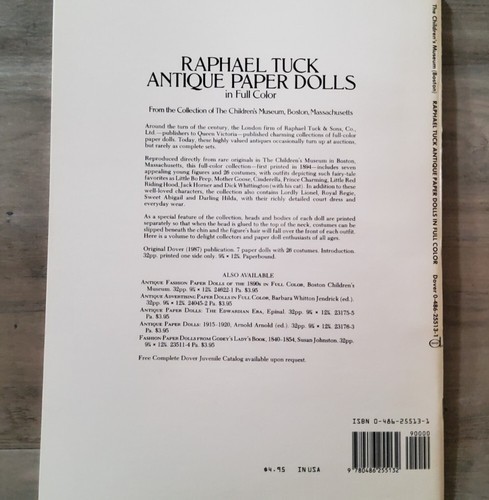 RAPHAEL TUCK
ANTIQUE PAPER DOLLS
in Full Color
From the Collection of The Children's Museum, Boston, Massachusetts
Around the turn of the century, the London firm of Raphael Tuck & Sons, Co.,
Ltd.—publishers to Queen Victoria—published charming collections of full color
paper dolls. Today, these highly valued antiques occasionally turn up at auctions,
but rarely as complete sets.
Reproduced directly from rare originals in The Children's Museum in Boston,
Massachusetts, this full-color collection—first printed in 1894—includes seven
appealing young figures and 26 costumes, with outfits depicting such fairy-tale
favorites as Little Bo Peep, Mother Goose, Cinderella, Prince Charming, Little Red
Riding Hood, Jack Horner and Dick Whittington (with his cat). In addition to these
well-loved characters, the collection also contains Lordly Lionel, Royal Regie,
Sweet Abigail and Darling Hilda, with their richly detailed court dress and
everyday wear.
As a special feature of the collection, heads and bodies of each doll are printed
separately so that when the head is glued to the top of the neck, costumes can be
slipped beneath the chin and the figure's hair will fall over the front of each outfit.
Here is a volume to delight collectors and paper doll enthusiasts of all ages.
Original Dover (1987) publication. 7 paper dolls with 26 costumes. Introduction.
32pp. printed one side only. 9¼ × 12¼. Paperbound.
ALSO AVAILABLE
ANTIQUE FASHION PAPER DOLLS OF THE 1890s IN FULL COLOR, Boston Children's
Museum. 32pp. 9¼ × 12¼. 24622-1 Pa. $3.95
ANTIQUE ADVERTISING PAPER DOLLS IN FULL COLOR, Barbara Whitton Jendrick (ed.).
32pp. 9¼ × 12¼. 24045-2 Pa. $3.95
ANTIQUE PAPER DOLLS: THE EDWARDIAN ERA, Epinal. 32pp. 9¼ × 12¼. 23175-5
Pa. $3.95
ANTIQUE PAPER DOLLS: 1915-1920, Arnold Arnold (ed.). 32pp. 9¼ × 12¼. 23176-3
Pa. $3.95
FASHION PAPER DOLLS FROM GODEY'S LADY'S BOOK, 1840-1854, Susan Johnston. 32pp.
9¼ × 12¼. 23511-4 Pa. $3.95
Free Complete Dover Juvenile Catalog available upon request.
ISBN 0-486-25513-1
90000
9 780486 255132
$4.95 IN USA
The Children's Museum (Boston) RAPHAEL TUCK ANTIQUE PAPER DOLLS IN FULL COLOR Dover 0-486-25513-1